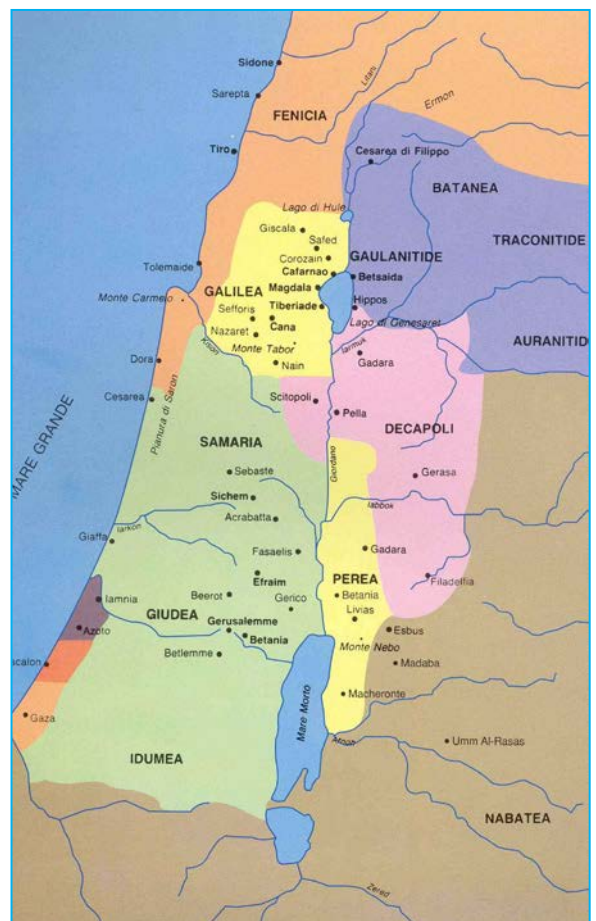 Sidone
Litani
Sarepta
Ermon
FENICIA
Tiro
Cesarea di Filippo
BATANEA
Lago di Hule
Giscala
TRACONITIDE
Safed
Corozain
GAULANITIDE
Tolemaide
Cafarnao
Betsaida
Magdala
GALILEA
Monte Carmelo
Tiberiade
Hippos
Sefforis
Cana
Lago di Genesaret
Nazaret
AURANITID
Kison
Monte Tabor
Iarmuk
Dora
Nain
Gadara
Cesarea
Pianura di Saron
Scitopoli
Pella
DECAPOLI
MARE GRANDE
SAMARIA
Giordano
Sebaste
Gerasa
Sichem
Iabbok
Acrabatta
Iarkon
Giaffa
Fasaelis
Gadara
Efraim
PEREA
Filadelfia
Iamnia
Beerot
Betania
GIUDEA
Gerico
Livias
Azoto
Gerusalemme
Esbus
Betania
Monte Nebo
Betlemme
acalon
Madaba
Mare Morto
Macheronte
Gaza
Umm Al-Rasas
IDUMEA
NABATEA
Zered